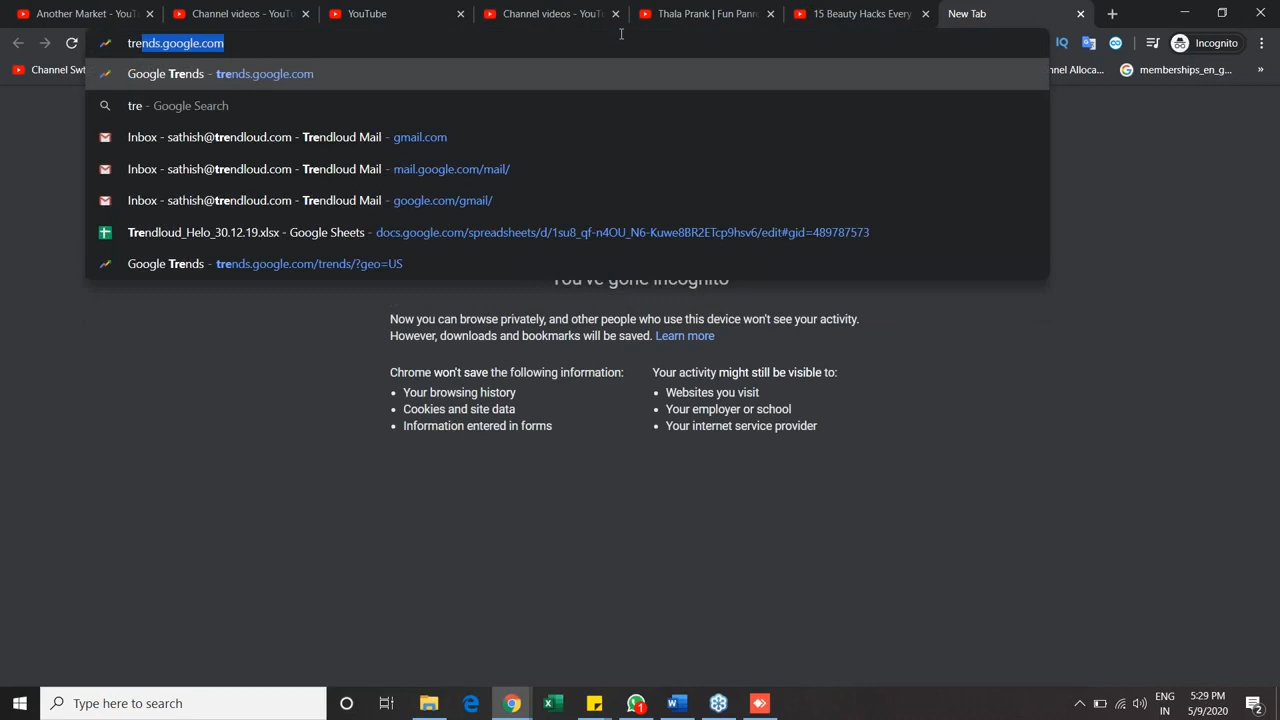 Another Market - YouT
Channel videos - YouTu
YouTube
Channel videos - YouTu
Thala Prank | Fun Panr
15 Beauty Hacks Every
New Tab
trends.google.com
Incognito
Channel Swt
nel Alloca...
memberships_en_g...
»
Google Trends - trends.google.com
tre - Google Search
Inbox - sathish@trendloud.com - Trendloud Mail - gmail.com
Inbox - sathish@trendloud.com - Trendloud Mail - mail.google.com/mail/
Inbox - sathish@trendloud.com - Trendloud Mail - google.com/gmail/
Trendloud_Helo_30.12.19.xlsx - Google Sheets - docs.google.com/spreadsheets/d/1su8_qf-n4OU_N6-Kuwe8BR2ETcp9hsv6/edit#gid=489787573
Google Trends - trends.google.com/trends/?geo=US
You've gone incognito
Now you can browse privately, and other people who use this device won't see your activity.
However, downloads and bookmarks will be saved. Learn more
Chrome won't save the following information:
• Your browsing history
• Cookies and site data
• Information entered in forms
Your activity might still be visible to:
• Websites you visit
• Your employer or school
• Your internet service provider
Type here to search
1
ENG
IN
5:29 PM
5/9/2020
2